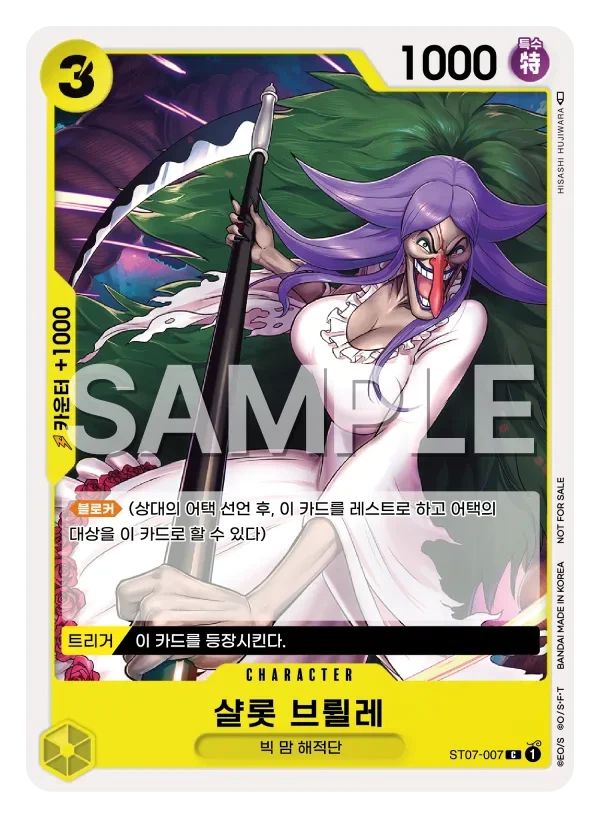 3
1000
특수
特
HISASHI HUJIWARA
카운터 +1000
SAMPLE
블로커 (상대의 어택 선언 후, 이 카드를 레스트로 하고 어택의
대상을 이 카드로 할 수 있다)
트리거 이 카드를 등장시킨다.
CHARACTER
샬롯 브륄레
빅 맘 해적단
ST07-007 C 1
©E.O/S ©O/S·F·T BANDAI MADE IN KOREA NOT FOR SALE